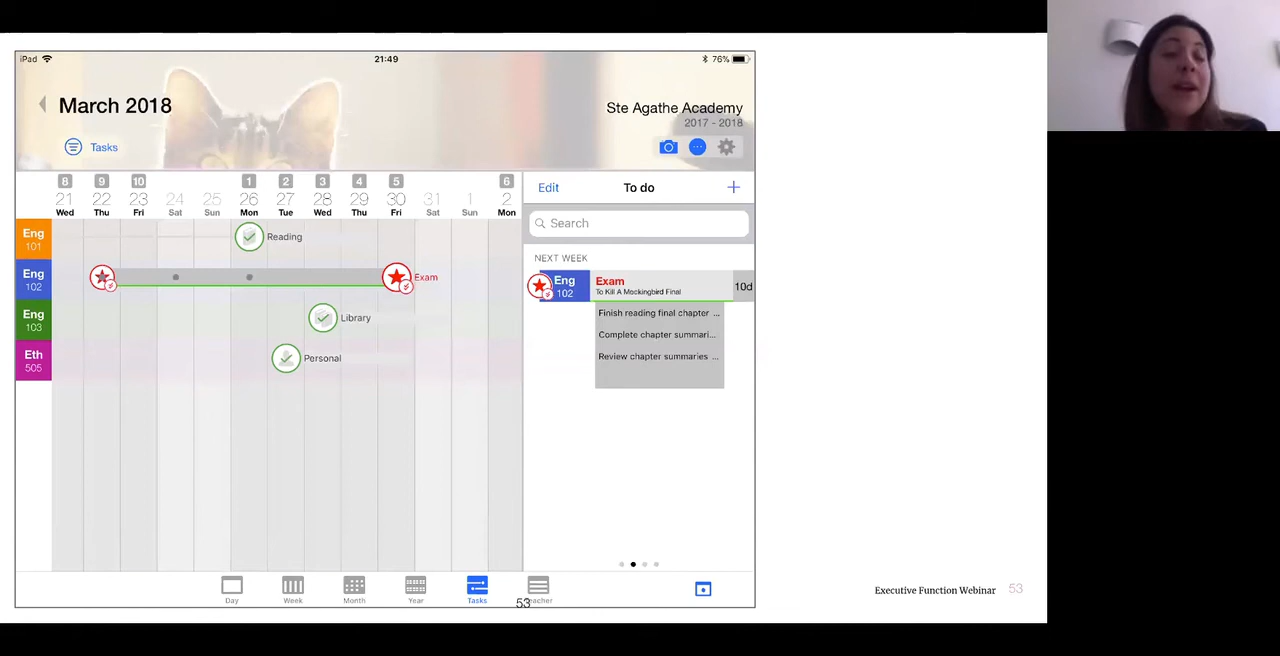 iPad
21:49
76%
March 2018
Ste Agathe Academy
2017 - 2018
Tasks
8 9 10 1 2 3 4 5 6
21 22 23 24 25 26 27 28 29 30 31 1 2
Wed Thu Fri Sat Sun Mon Tue Wed Thu Fri Sat Sun Mon
Edit
To do
+
Search
Eng
101
Reading
NEXT WEEK
Eng
102
Exam
Eng
102
Exam
To Kill A Mockingbird Final
10d
Finish reading final chapter ...
Complete chapter summari...
Review chapter summaries ...
Eng
103
Library
Eth
505
Personal
Day
Week
Month
Year
Tasks
53
Executive Function Webinar
53